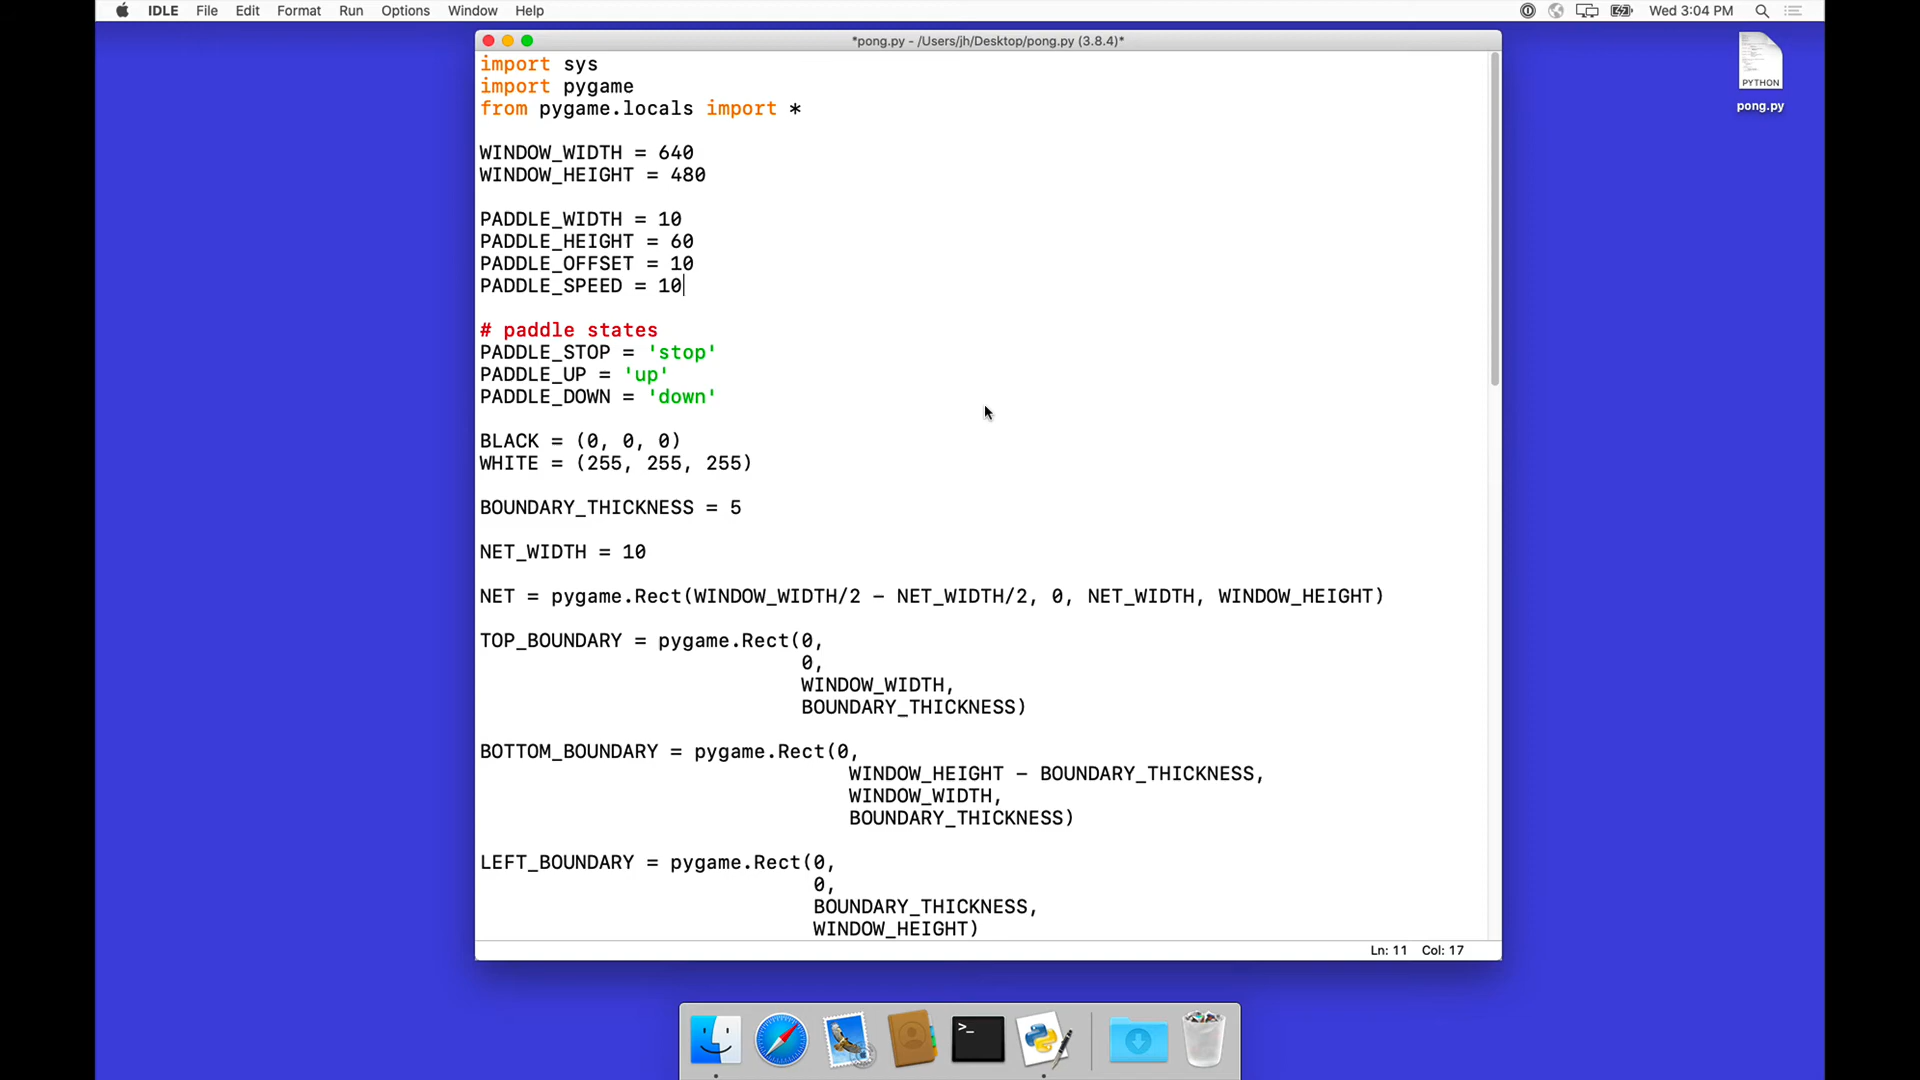 IDLE File Edit Format Run Options Window Help Wed 3:04 PM
*pong.py - /Users/jh/Desktop/pong.py (3.8.4)*
import sys
import pygame
from pygame.locals import *
WINDOW_WIDTH = 640
WINDOW_HEIGHT = 480
PADDLE_WIDTH = 10
PADDLE_HEIGHT = 60
PADDLE_OFFSET = 10
PADDLE_SPEED = 10
# paddle states
PADDLE_STOP = 'stop'
PADDLE_UP = 'up'
PADDLE_DOWN = 'down'
BLACK = (0, 0, 0)
WHITE = (255, 255, 255)
BOUNDARY_THICKNESS = 5
NET_WIDTH = 10
NET = pygame.Rect(WINDOW_WIDTH/2 - NET_WIDTH/2, 0, NET_WIDTH, WINDOW_HEIGHT)
TOP_BOUNDARY = pygame.Rect(0,
0,
WINDOW_WIDTH,
BOUNDARY_THICKNESS)
BOTTOM_BOUNDARY = pygame.Rect(0,
WINDOW_HEIGHT - BOUNDARY_THICKNESS,
WINDOW_WIDTH,
BOUNDARY_THICKNESS)
LEFT_BOUNDARY = pygame.Rect(0,
0,
BOUNDARY_THICKNESS,
WINDOW_HEIGHT)
Ln: 11 Col: 17
PYTHON
pong.py
>_